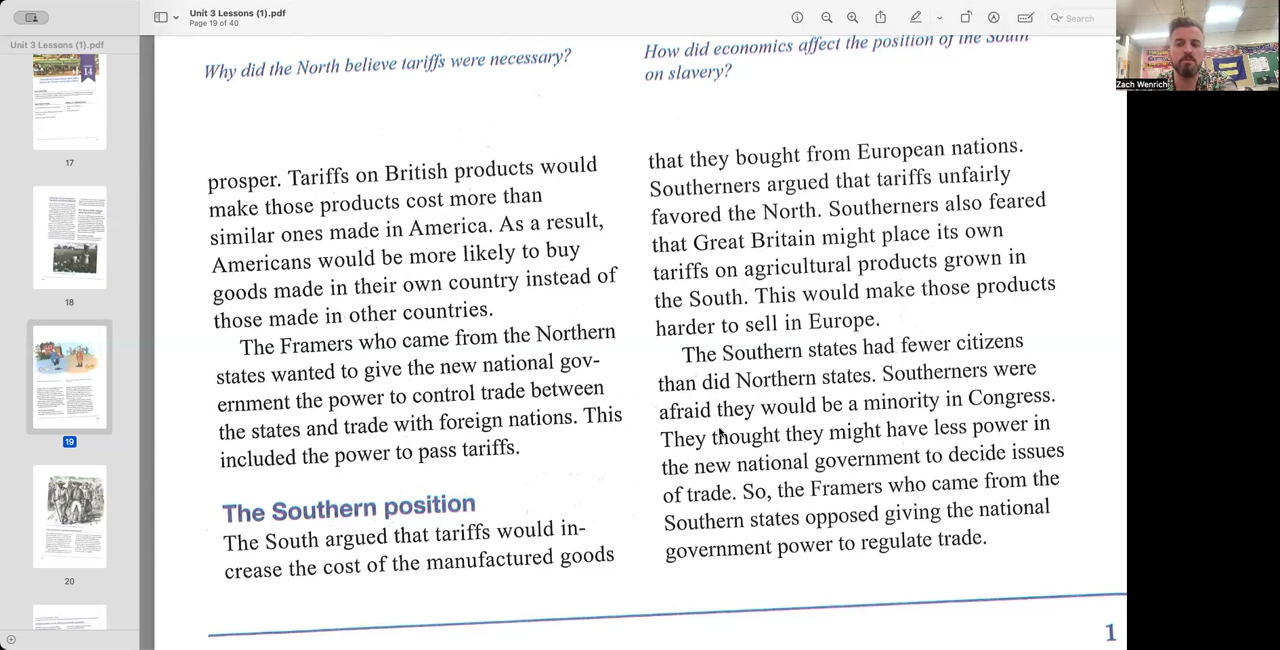 Unit 3 Lessons (1).pdf
Page 19 of 40
Search
Unit 3 Lessons (1).pdf
14
17
18
19
20
Zach Wenrich
Why did the North believe tariffs were necessary?
prosper. Tariffs on British products would
make those products cost more than
similar ones made in America. As a result,
Americans would be more likely to buy
goods made in their own country instead of
those made in other countries.
The Framers who came from the Northern
states wanted to give the new national gov-
ernment the power to control trade between
the states and trade with foreign nations. This
included the power to pass tariffs.
The Southern position
The South argued that tariffs would in-
crease the cost of the manufactured goods
How did economics affect the position of the South
on slavery?
that they bought from European nations.
Southerners argued that tariffs unfairly
favored the North. Southerners also feared
that Great Britain might place its own
tariffs on agricultural products grown in
the South. This would make those products
harder to sell in Europe.
The Southern states had fewer citizens
than did Northern states. Southerners were
afraid they would be a minority in Congress.
They thought they might have less power in
the new national government to decide issues
of trade. So, the Framers who came from the
Southern states opposed giving the national
government power to regulate trade.
1